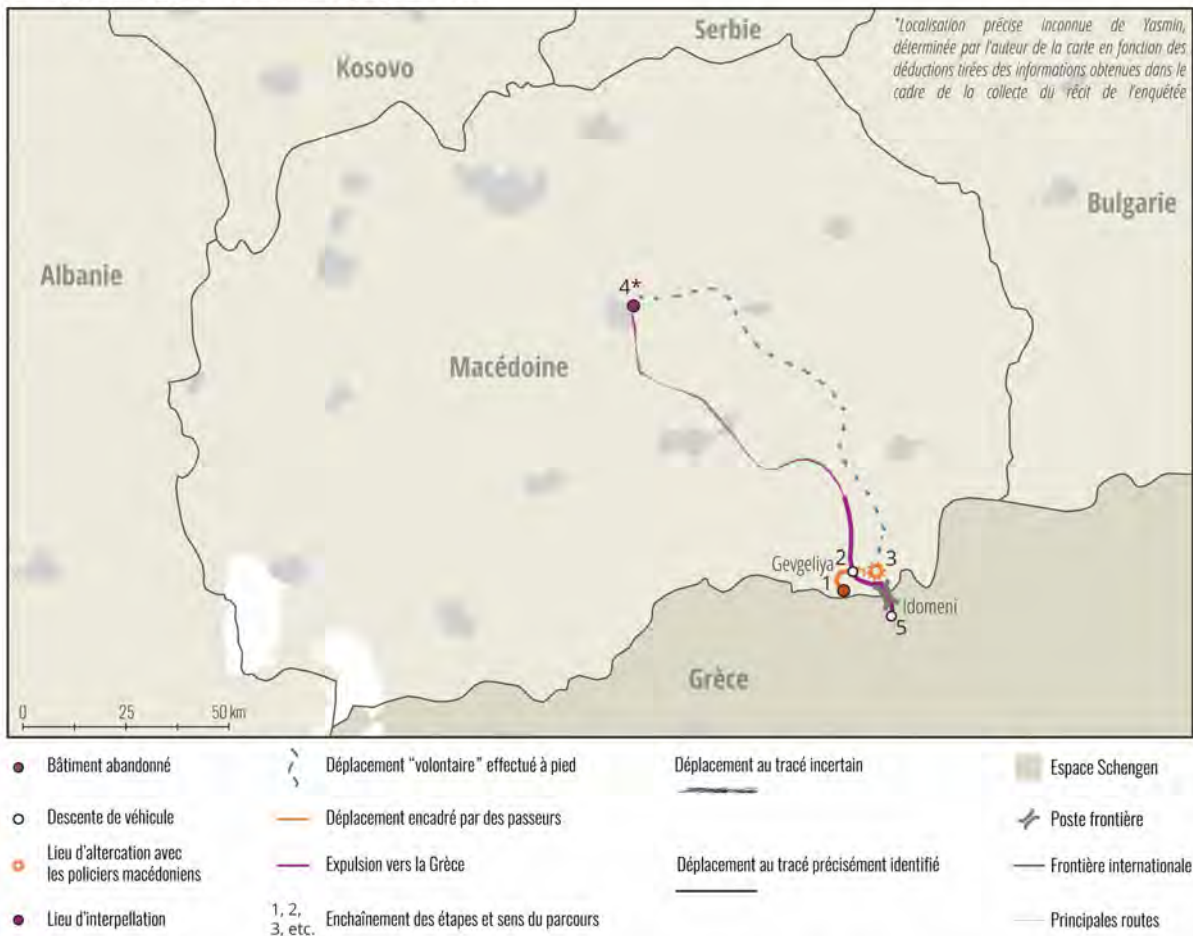 Serbie
*Localisation précise inconnue de Yasmin,
déterminée par l'auteur de la carte en fonction des
déductions tirées des informations obtenues dans le
cadre de la collecte du récit de l'enquêtée
Kosovo
Bulgarie
Albanie
4*
Macédoine
Gevgeliya
2
3
1
Idomeni
5
Grèce
0 25 50 km
Bâtiment abandonné
Descente de véhicule
Lieu d'altercation avec
les policiers macédoniens
Lieu d'interpellation
Déplacement "volontaire" effectué à pied
Déplacement encadré par des passeurs
Expulsion vers la Grèce
1, 2,
3, etc.
Enchaînement des étapes et sens du parcours
Déplacement au tracé incertain
Déplacement au tracé précisément identifié
Espace Schengen
Poste frontière
Frontière internationale
Principales routes